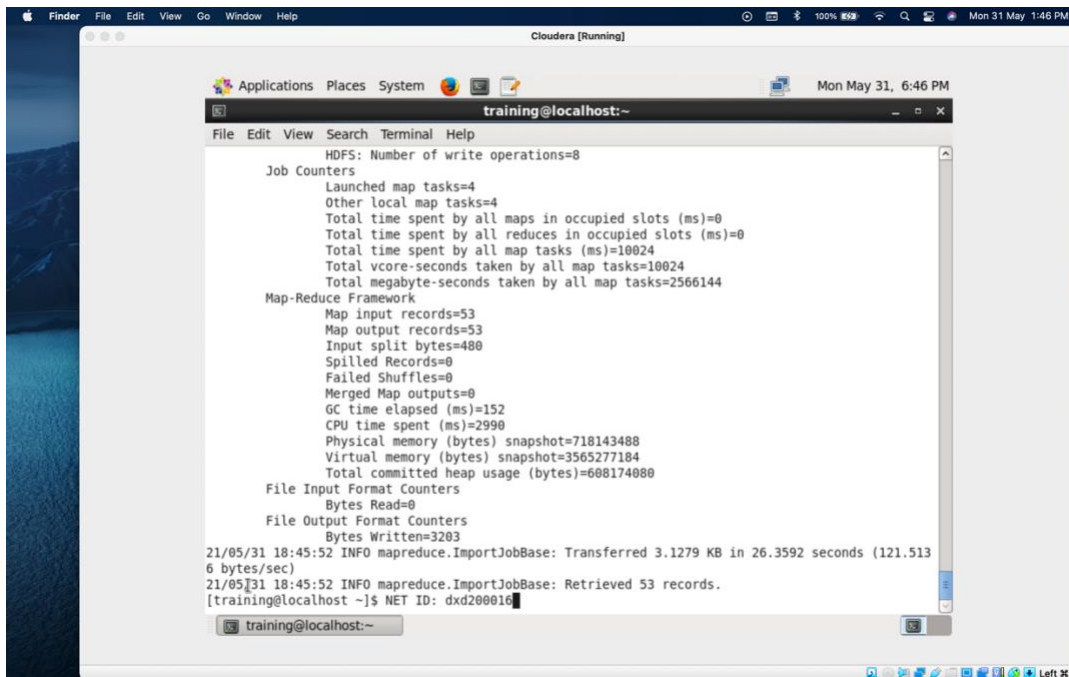 Finder File Edit View Go Window Help 100% Mon 31 May 1:46 PM
Cloudera [Running]
Applications Places System Mon May 31, 6:46 PM
training@localhost:~
File Edit View Search Terminal Help
HDFS: Number of write operations=8
Job Counters
Launched map tasks=4
Other local map tasks=4
Total time spent by all maps in occupied slots (ms)=0
Total time spent by all reduces in occupied slots (ms)=0
Total time spent by all map tasks (ms)=10024
Total vcore-seconds taken by all map tasks=10024
Total megabyte-seconds taken by all map tasks=2566144
Map-Reduce Framework
Map input records=53
Map output records=53
Input split bytes=480
Spilled Records=0
Failed Shuffles=0
Merged Map outputs=0
GC time elapsed (ms)=152
CPU time spent (ms)=2990
Physical memory (bytes) snapshot=718143488
Virtual memory (bytes) snapshot=3565277184
Total committed heap usage (bytes)=608174080
File Input Format Counters
Bytes Read=0
File Output Format Counters
Bytes Written=3203
21/05/31 18:45:52 INFO mapreduce.ImportJobBase: Transferred 3.1279 KB in 26.3592 seconds (121.513
6 bytes/sec)
21/05/31 18:45:52 INFO mapreduce.ImportJobBase: Retrieved 53 records.
[training@localhost ~]$ NET ID: dxd200016
training@localhost:~
Left ⌘